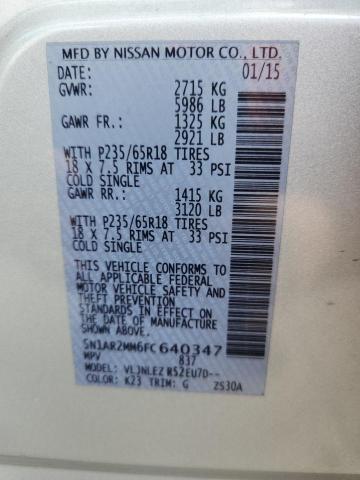 MFD BY NISSAN MOTOR CO., LTD.
DATE: 01/15
GVWR: 2715 KG
5986 LB
GAWR FR.: 1325 KG
2921 LB
WITH P235/65R18 TIRES
18 X 7.5 RIMS AT 33 PSI
COLD SINGLE
GAWR RR.: 1415 KG
3120 LB
WITH P235/65R18 TIRES
18 X 7.5 RIMS AT 33 PSI
COLD SINGLE
THIS VEHICLE CONFORMS TO
ALL APPLICABLE FEDERAL
MOTOR VEHICLE SAFETY AND
THEFT PREVENTION
STANDARDS IN EFFECT ON
THE DATE OF MANUFACTURE
SHOWN ABOVE.
5N1AR2MM6FC640347
MPV 837
MODEL: VLJNLEZ R52EU7D--
COLOR: K23 TRIM: G ZS30A